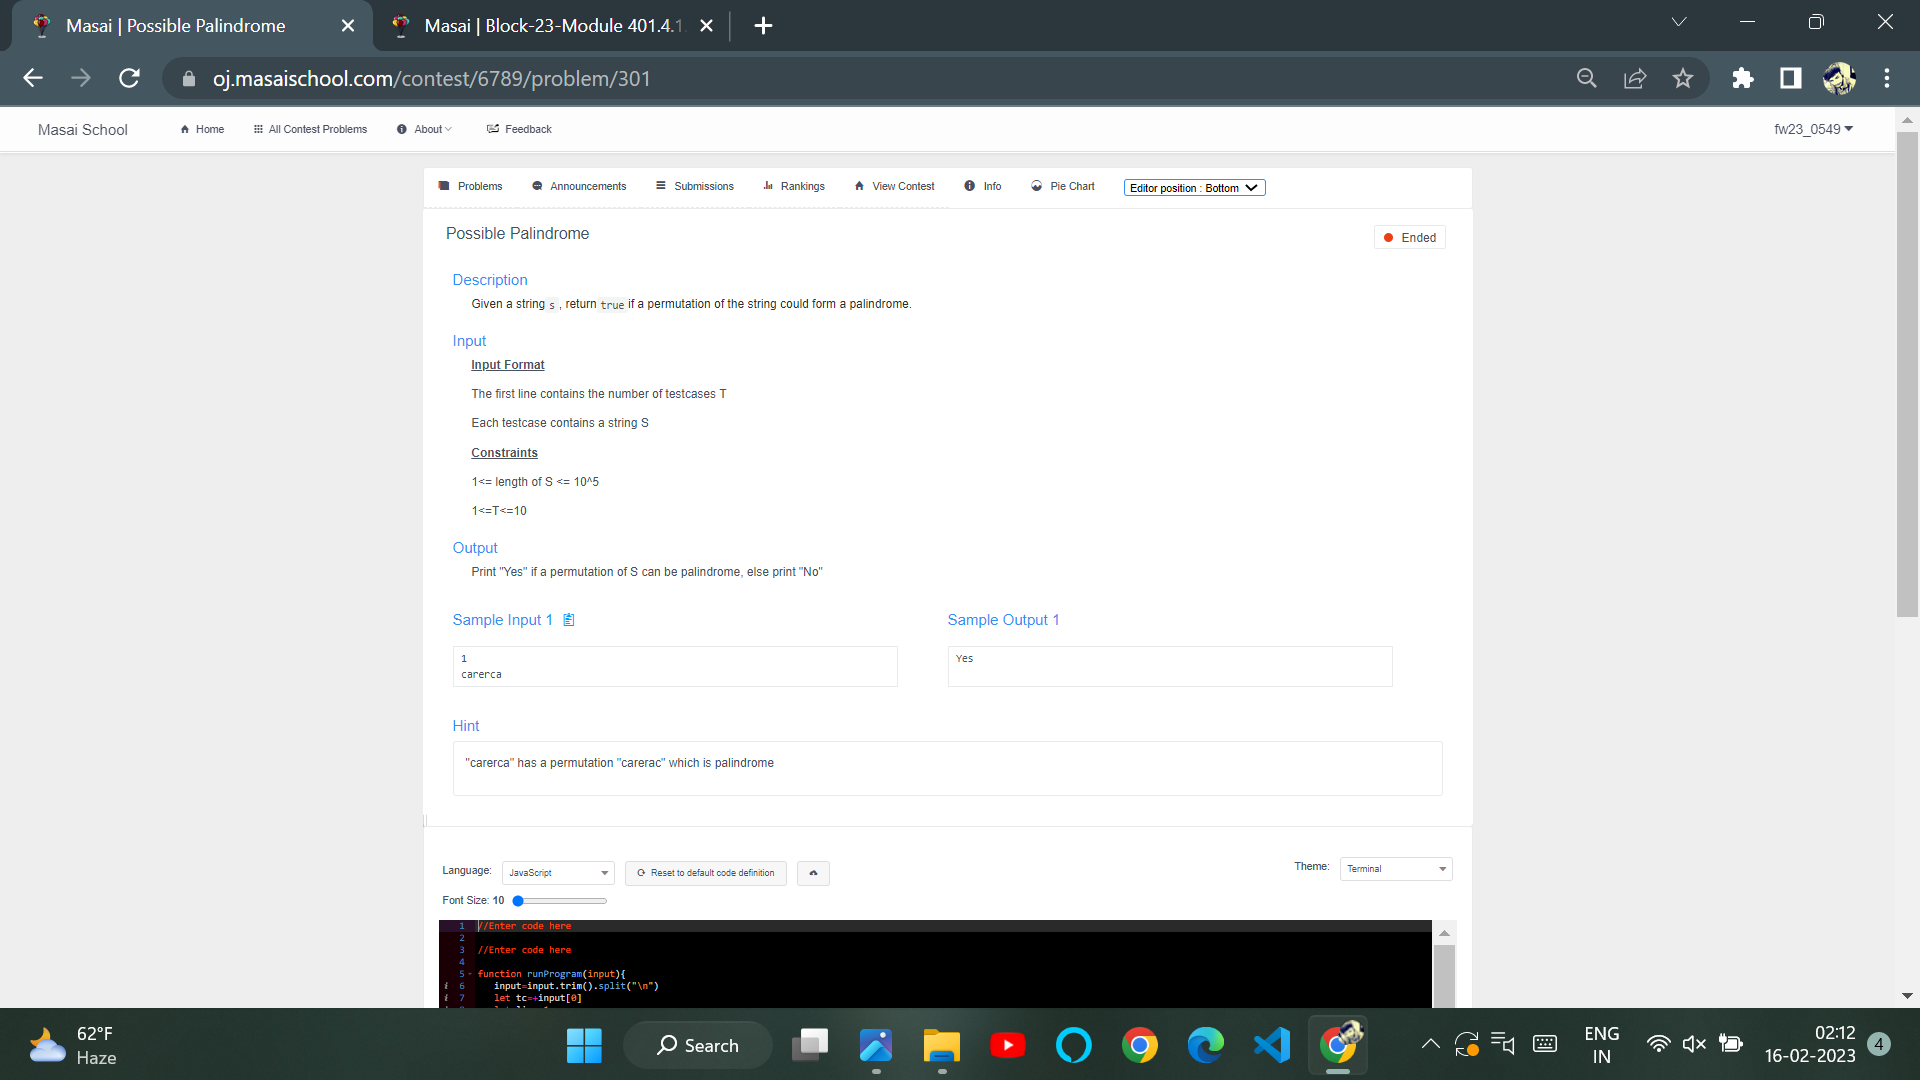 Masai | Possible Palindrome
Masai | Block-23-Module 401.4.1
oj.masaischool.com/contest/6789/problem/301
Masai School
Home
All Contest Problems
About
Feedback
fw23_0549
Problems
Announcements
Submissions
Rankings
View Contest
Info
Pie Chart
Editor position : Bottom
Possible Palindrome
Ended
Description
Given a string s , return true if a permutation of the string could form a palindrome.
Input
Input Format
The first line contains the number of testcases T
Each testcase contains a string S
Constraints
1<= length of S <= 10^5
1<=T<=10
Output
Print "Yes" if a permutation of S can be palindrome, else print "No"
Sample Input 1
Sample Output 1
1
carerca
Yes
Hint
"carerca" has a permutation "carerac" which is palindrome
Language:
JavaScript
Reset to default code definition
Theme:
Terminal
Font Size: 10
1 //Enter code here
2
3 //Enter code here
4
5 function runProgram(input){
6 input=input.trim().split("\n")
7 let tc=+input[0]
62°F
Haze
Search
ENG
IN
02:12
16-02-2023
4